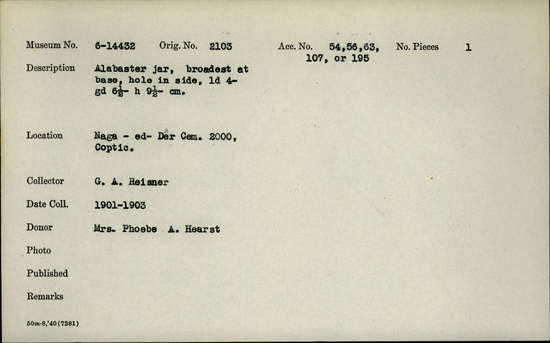 Museum No. 6-14432 Orig. No. 2103 Acc. No. 54,56,63, No. Pieces 1
107, or 195
Description Alabaster jar, broadest at
base, hole in side, ld 4-
gd 6½- h 9½- cm.
Location Naga - ed- Dêr Cem. 2000,
Coptic.
Collector G. A. Reisner
Date Coll. 1901-1903
Donor Mrs. Phoebe A. Hearst
Photo
Published
Remarks
50m-8,'40(7281)